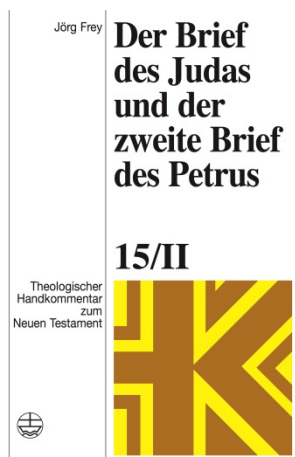 Jörg Frey
Der Brief
des Judas
und der
zweite Brief
des Petrus
15/II
Theologischer
Handkommentar
zum
Neuen Testament